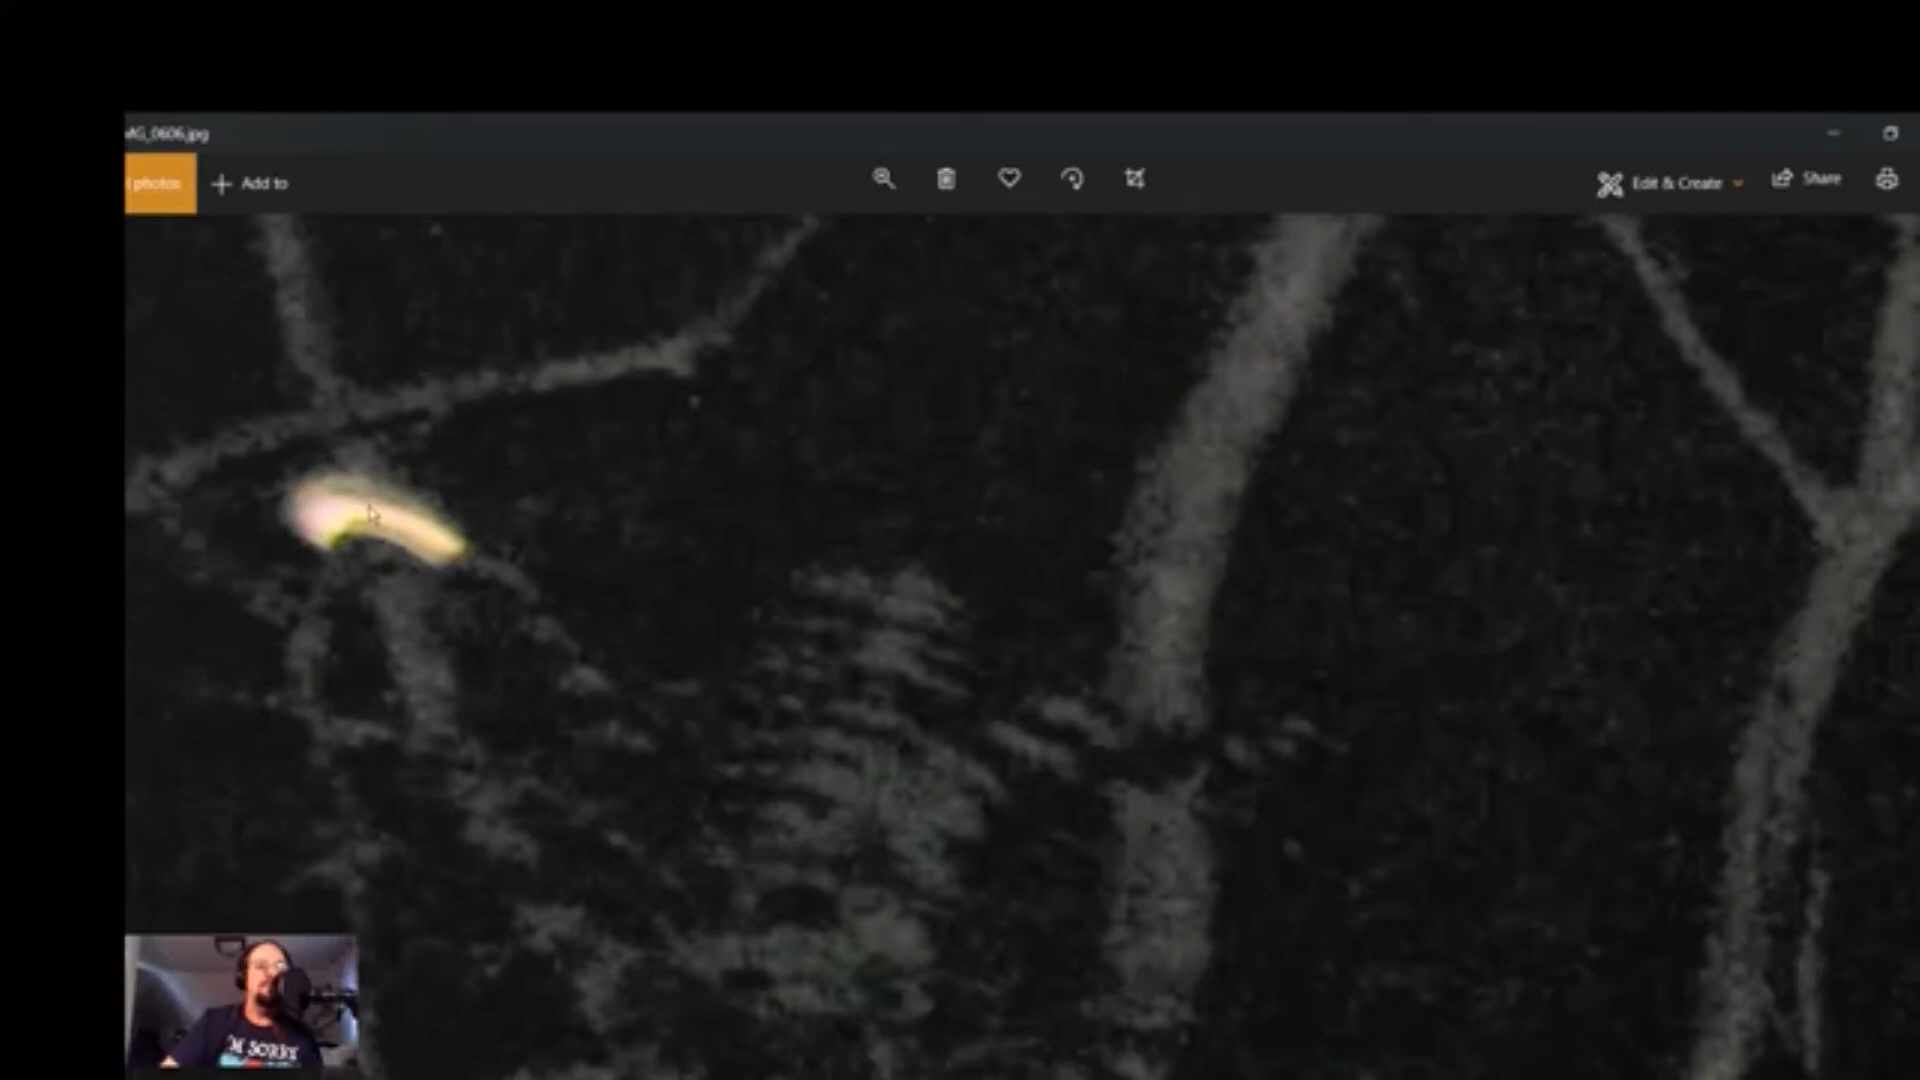 MG_0606.jpg
l photos
Add to
Edit & Create
Share
'M SORRY